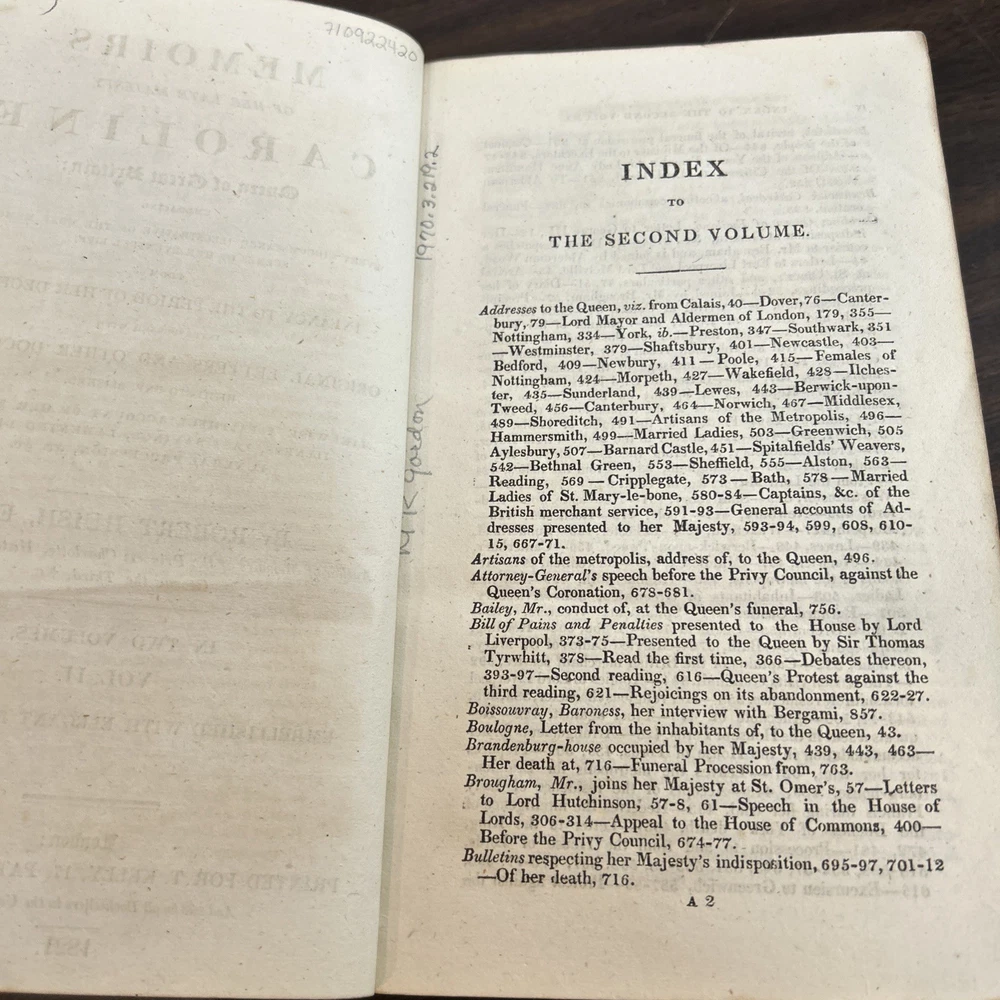 710922420
1970.3.29.2
INDEX
TO
THE SECOND VOLUME.
Addresses to the Queen, viz. from Calais, 40—Dover, 76—Canter-
bury, 79—Lord Mayor and Aldermen of London, 179, 355—
Nottingham, 334—York, ib.—Preston, 347—Southwark, 351
—Westminster, 379—Shaftsbury, 401—Newcastle, 403—
Bedford, 409—Newbury, 411—Poole, 415—Females of
Nottingham, 424—Morpeth, 427—Wakefield, 428—Ilches-
ter, 435—Sunderland, 439—Lewes, 443—Berwick-upon-
Tweed, 456—Canterbury, 464—Norwich, 467—Middlesex,
489—Shoreditch, 491—Artisans of the Metropolis, 496—
Hammersmith, 499—Married Ladies, 503—Greenwich, 505
Aylesbury, 507—Barnard Castle, 451—Spitalfields' Weavers,
542—Bethnal Green, 553—Sheffield, 555—Alston, 563—
Reading, 569—Cripplegate, 573—Bath, 578—Married
Ladies of St. Mary-le-bone, 580-84—Captains, &c. of the
British merchant service, 591-93—General accounts of Ad-
dresses presented to her Majesty, 593-94, 599, 608, 610-
15, 667-71.
Artisans of the metropolis, address of, to the Queen, 496.
Attorney-General's speech before the Privy Council, against the
Queen's Coronation, 678-681.
Bailey, Mr., conduct of, at the Queen's funeral, 756.
Bill of Pains and Penalties presented to the House by Lord
Liverpool, 373-75—Presented to the Queen by Sir Thomas
Tyrwhitt, 378—Read the first time, 366—Debates thereon,
393-97—Second reading, 616—Queen's Protest against the
third reading, 621—Rejoicings on its abandonment, 622-27.
Boissouvray, Baroness, her interview with Bergami, 857.
Boulogne, Letter from the inhabitants of, to the Queen, 43.
Brandenburg-house occupied by her Majesty, 439, 443, 463—
Her death at, 716—Funeral Procession from, 763.
Brougham, Mr., joins her Majesty at St. Omer's, 57—Letters
to Lord Hutchinson, 57-8, 61—Speech in the House of
Lords, 306-314—Appeal to the House of Commons, 400—
Before the Privy Council, 674-77.
Bulletins respecting her Majesty's indisposition, 695-97, 701-12
—Of her death, 716.
A 2